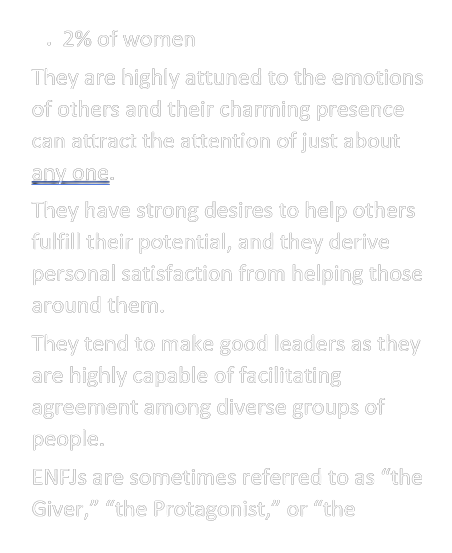 . 2% of women
They are highly attuned to the emotions
of others and their charming presence
can attract the attention of just about
any one.
They have strong desires to help others
fulfill their potential, and they derive
personal satisfaction from helping those
around them.
They tend to make good leaders as they
are highly capable of facilitating
agreement among diverse groups of
people.
ENFJs are sometimes referred to as “the
Giver,” “the Protagonist,” or “the